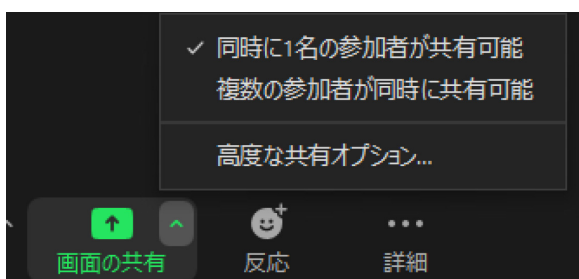 同時に1名の参加者が共有可能
複数の参加者が同時に共有可能
高度な共有オプション...
画面の共有
反応
詳細